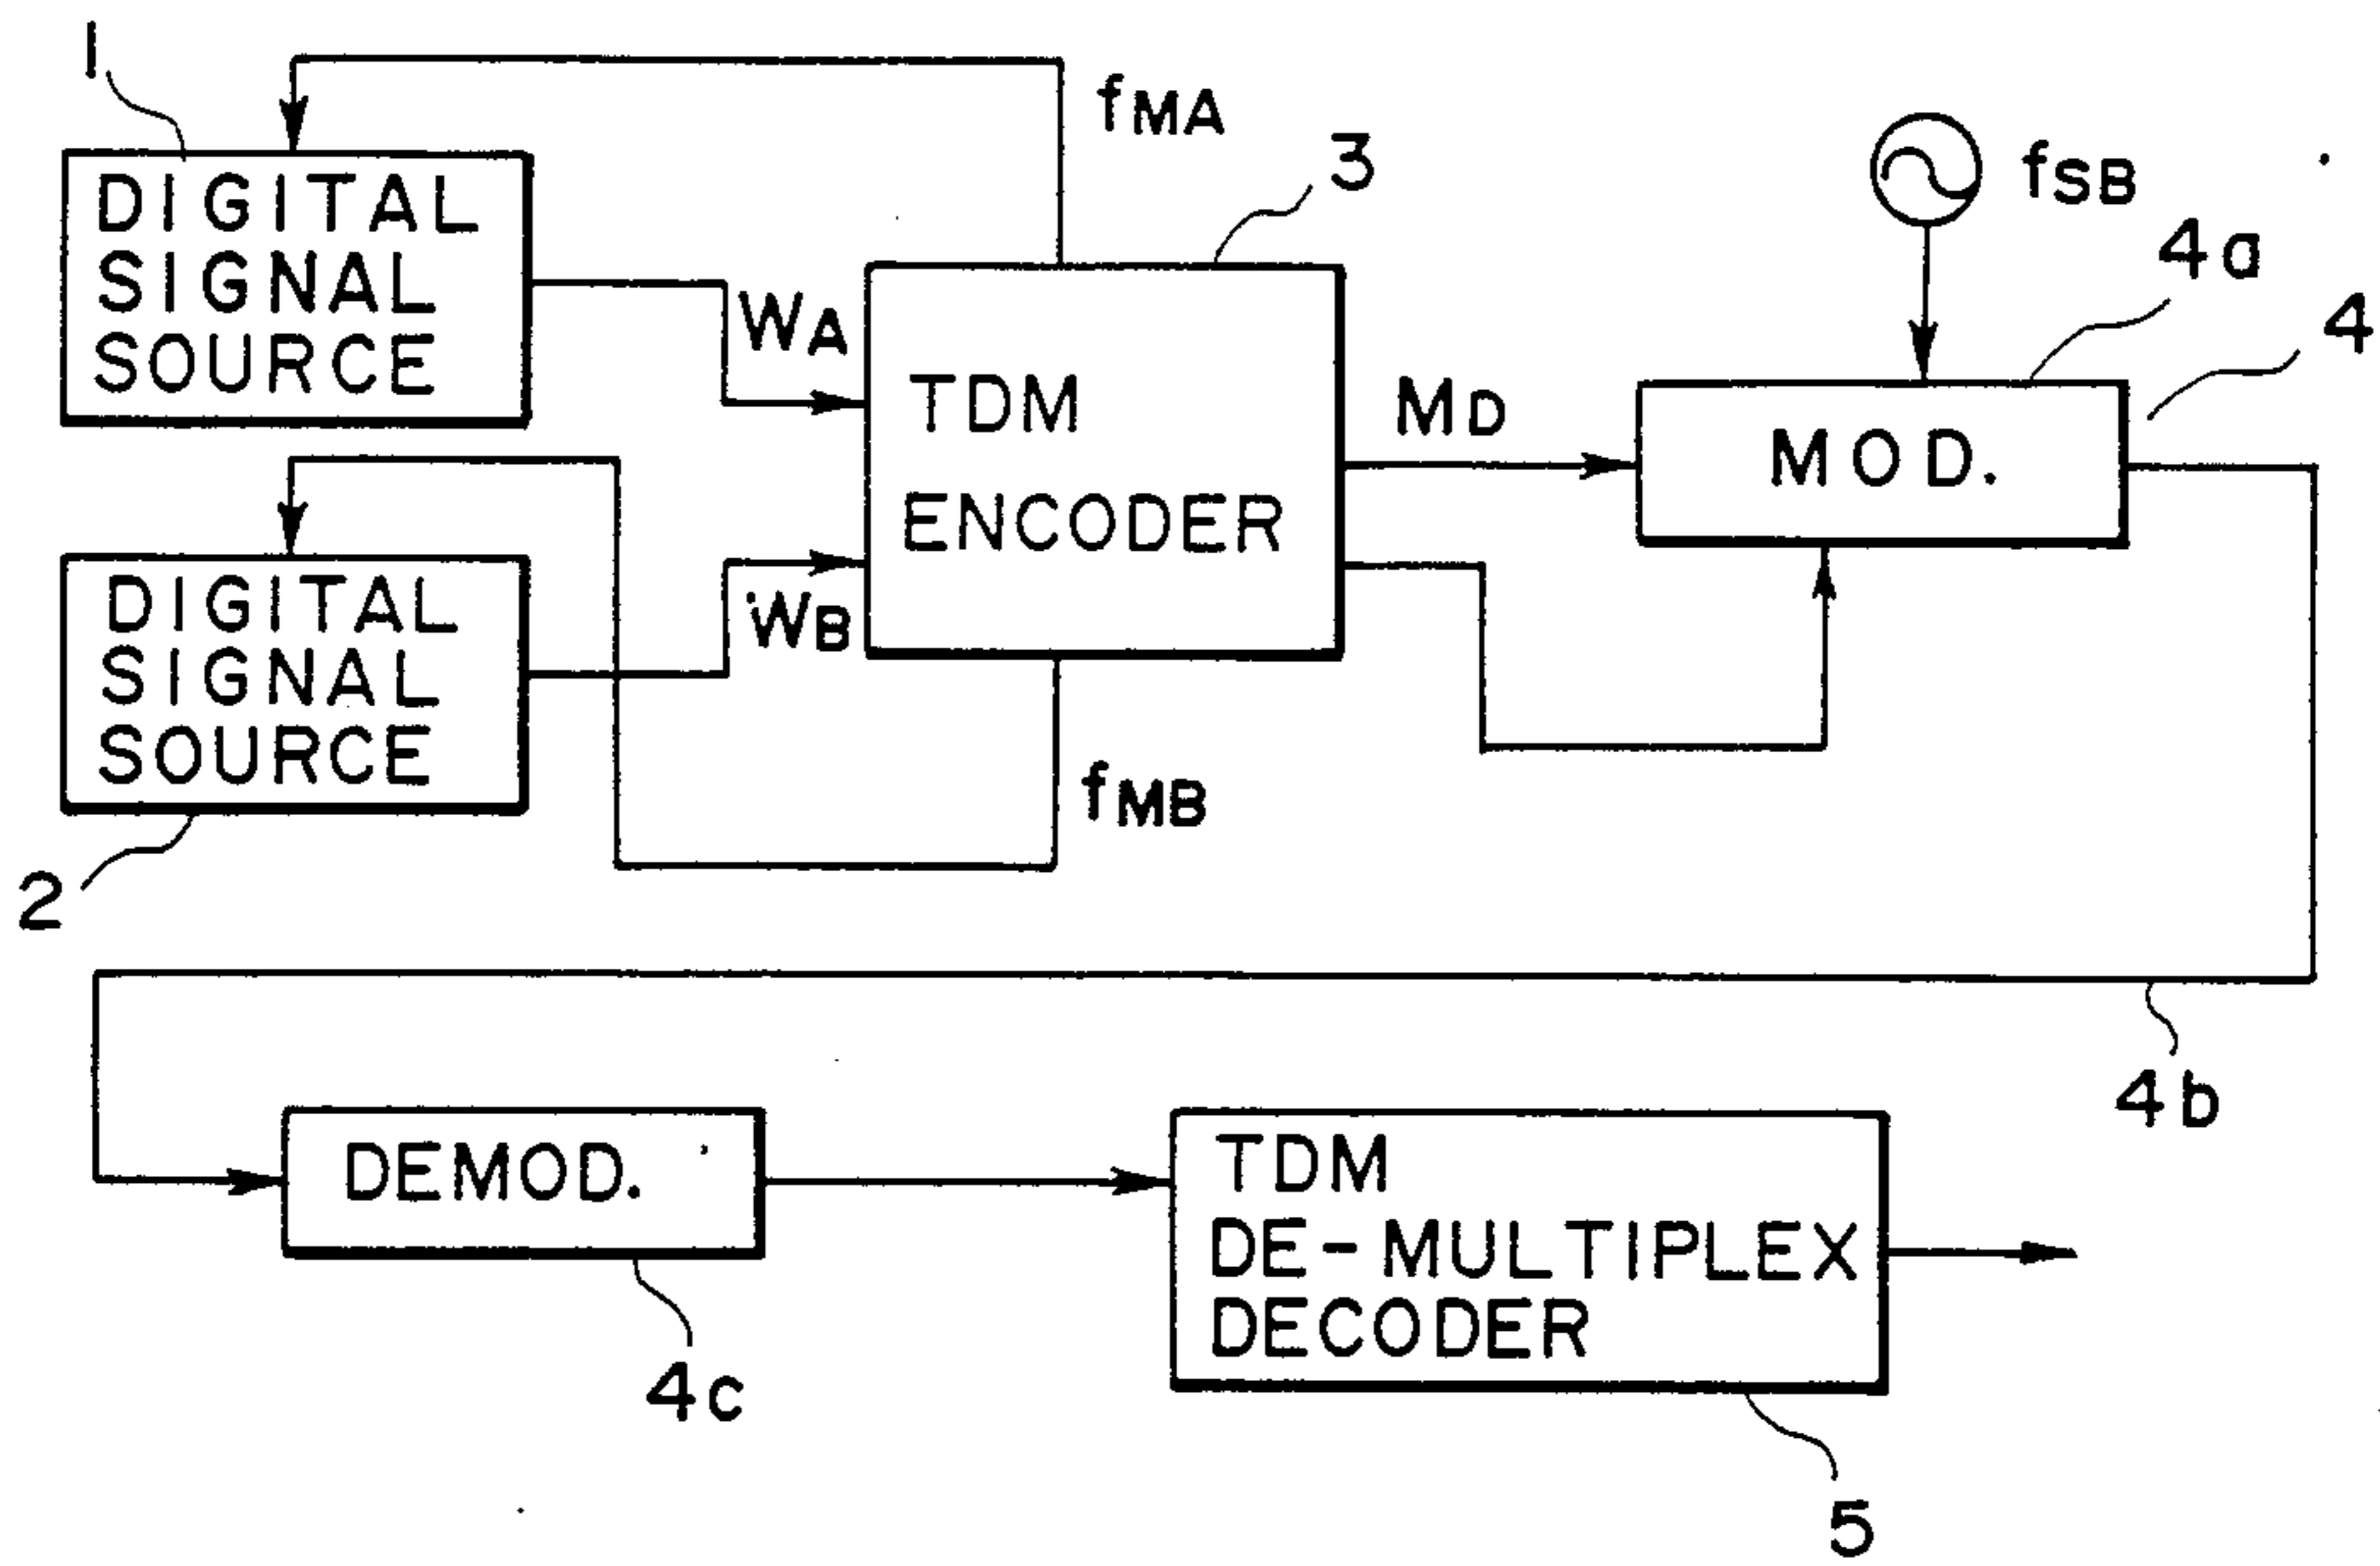 1
fMA
3
DIGITAL
SIGNAL
SOURCE
fSB
4a
4
WA
TDM
ENCODER
MD
MOD.
DIGITAL
SIGNAL
SOURCE
WB
fMB
2
4b
DEMOD.
TDM
DE-MULTIPLEX
DECODER
4c
5